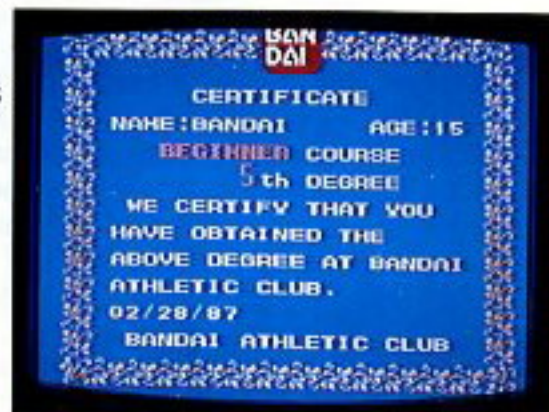 BAN
DAI
CERTIFICATE
NAME:BANDAI AGE:15
BEGINNER COURSE
5th DEGREE
WE CERTIFY THAT YOU
HAVE OBTAINED THE
ABOVE DEGREE AT BANDAI
ATHLETIC CLUB.
02/28/87
BANDAI ATHLETIC CLUB